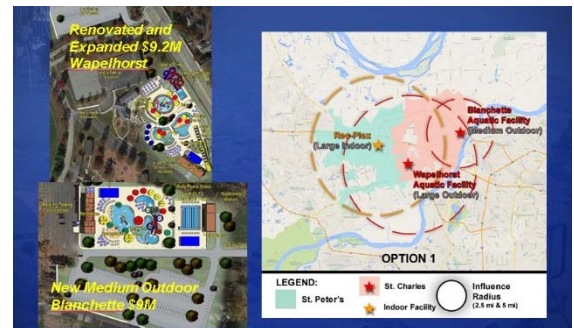 Renovated and
Expanded $9.2M
Wapelhorst
New Medium Outdoor
Blanchette $9M
Rec-Plex
(Large Indoor)
Blanchette
Aquatic Facility
(Medium Outdoor)
Wapelhorst
Aquatic Facility
(Large Outdoor)
OPTION 1
LEGEND:
St. Peter's
St. Charles
Indoor Facility
Influence
Radius
(2.5 mi & 5 mi)